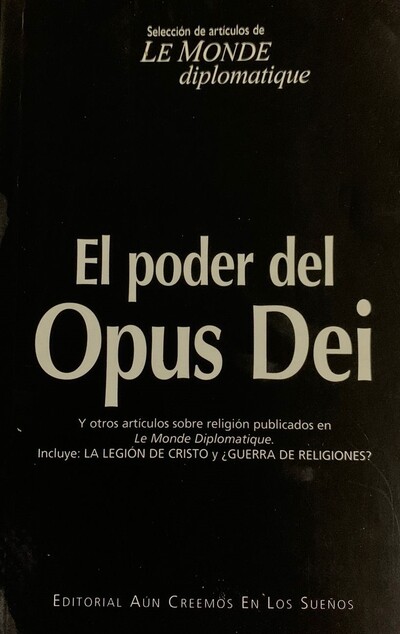 Selección de artículos de
LE MONDE
diplomatique
El poder del
Opus Dei
Y otros artículos sobre religión publicados en
Le Monde Diplomatique.
Incluye: LA LEGIÓN DE CRISTO y ¿GUERRA DE RELIGIONES?
EDITORIAL AÚN CREEMOS EN LOS SUEÑOS